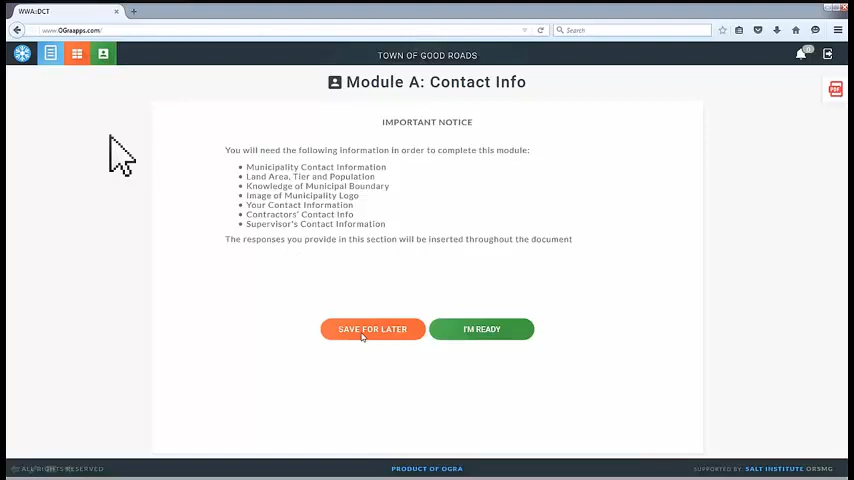 WWA::DCT
www.OGraapps.com/
Search
TOWN OF GOOD ROADS
0
Module A: Contact Info
PDF
IMPORTANT NOTICE
You will need the following information in order to complete this module:
• Municipality Contact Information
• Land Area, Tier and Population
• Knowledge of Municipal Boundary
• Image of Municipality Logo
• Your Contact Information
• Contractors' Contact Info
• Supervisor's Contact Information
The responses you provide in this section will be inserted throughout the document
SAVE FOR LATER
I'M READY
ALL RIGHTS RESERVED
PRODUCT OF OGRA
SUPPORTED BY: SALT INSTITUTE ORSMG